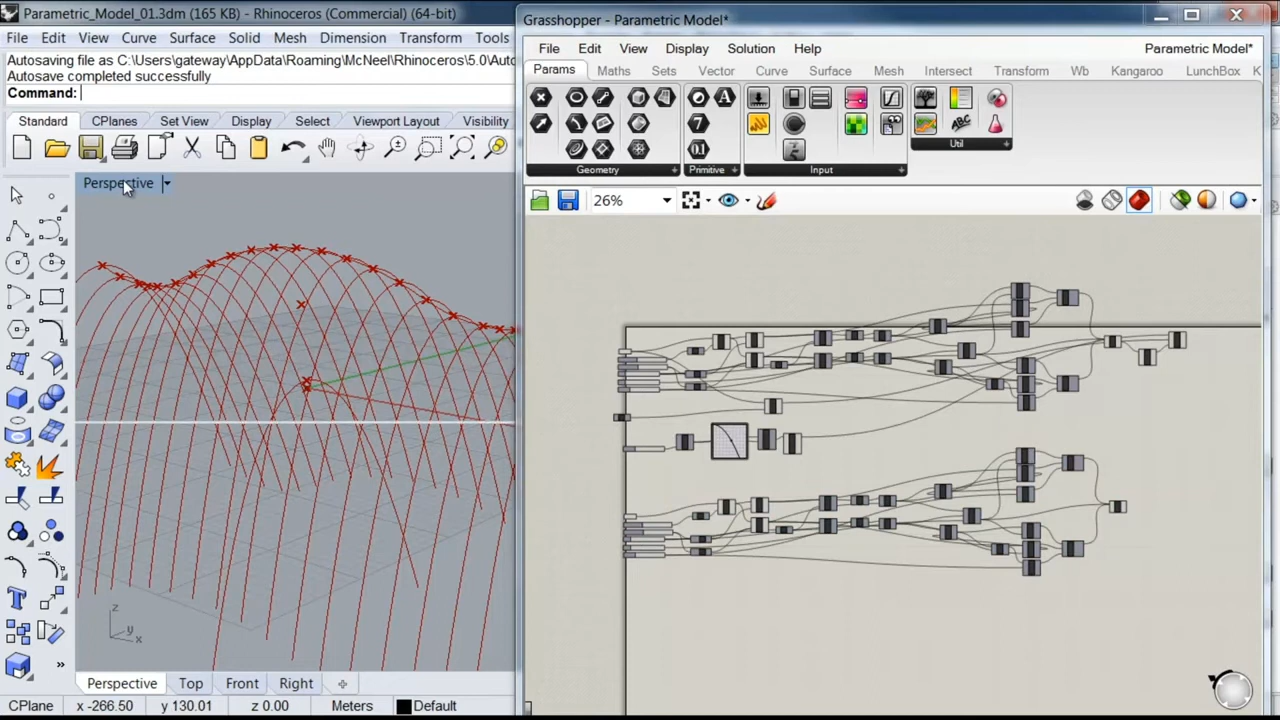 Parametric_Model_01.3dm (165 KB) - Rhinoceros (Commercial) (64-bit)
File Edit View Curve Surface Solid Mesh Dimension Transform Tools
Autosaving file as C:\Users\gateway\AppData\Roaming\McNeel\Rhinoceros\5.0\Auto
Autosave completed successfully
Command:
Standard CPlanes Set View Display Select Viewport Layout Visibility
Perspective
z
y
x
Perspective Top Front Right
CPlane x -266.50 y 130.01 z 0.00 Meters Default
Grasshopper - Parametric Model*
File Edit View Display Solution Help Parametric Model*
Params Maths Sets Vector Curve Surface Mesh Intersect Transform Wb Kangaroo LunchBox K
A
7
0.1
ABC
Geometry Primitive Input Util
26%